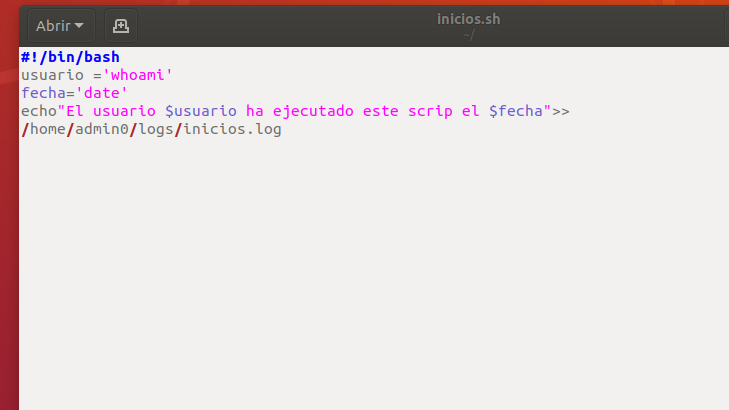 Abrir
inicios.sh
~/
#!/bin/bash
usuario ='whoami'
fecha='date'
echo"El usuario $usuario ha ejecutado este scrip el $fecha">>
/home/admin0/logs/inicios.log